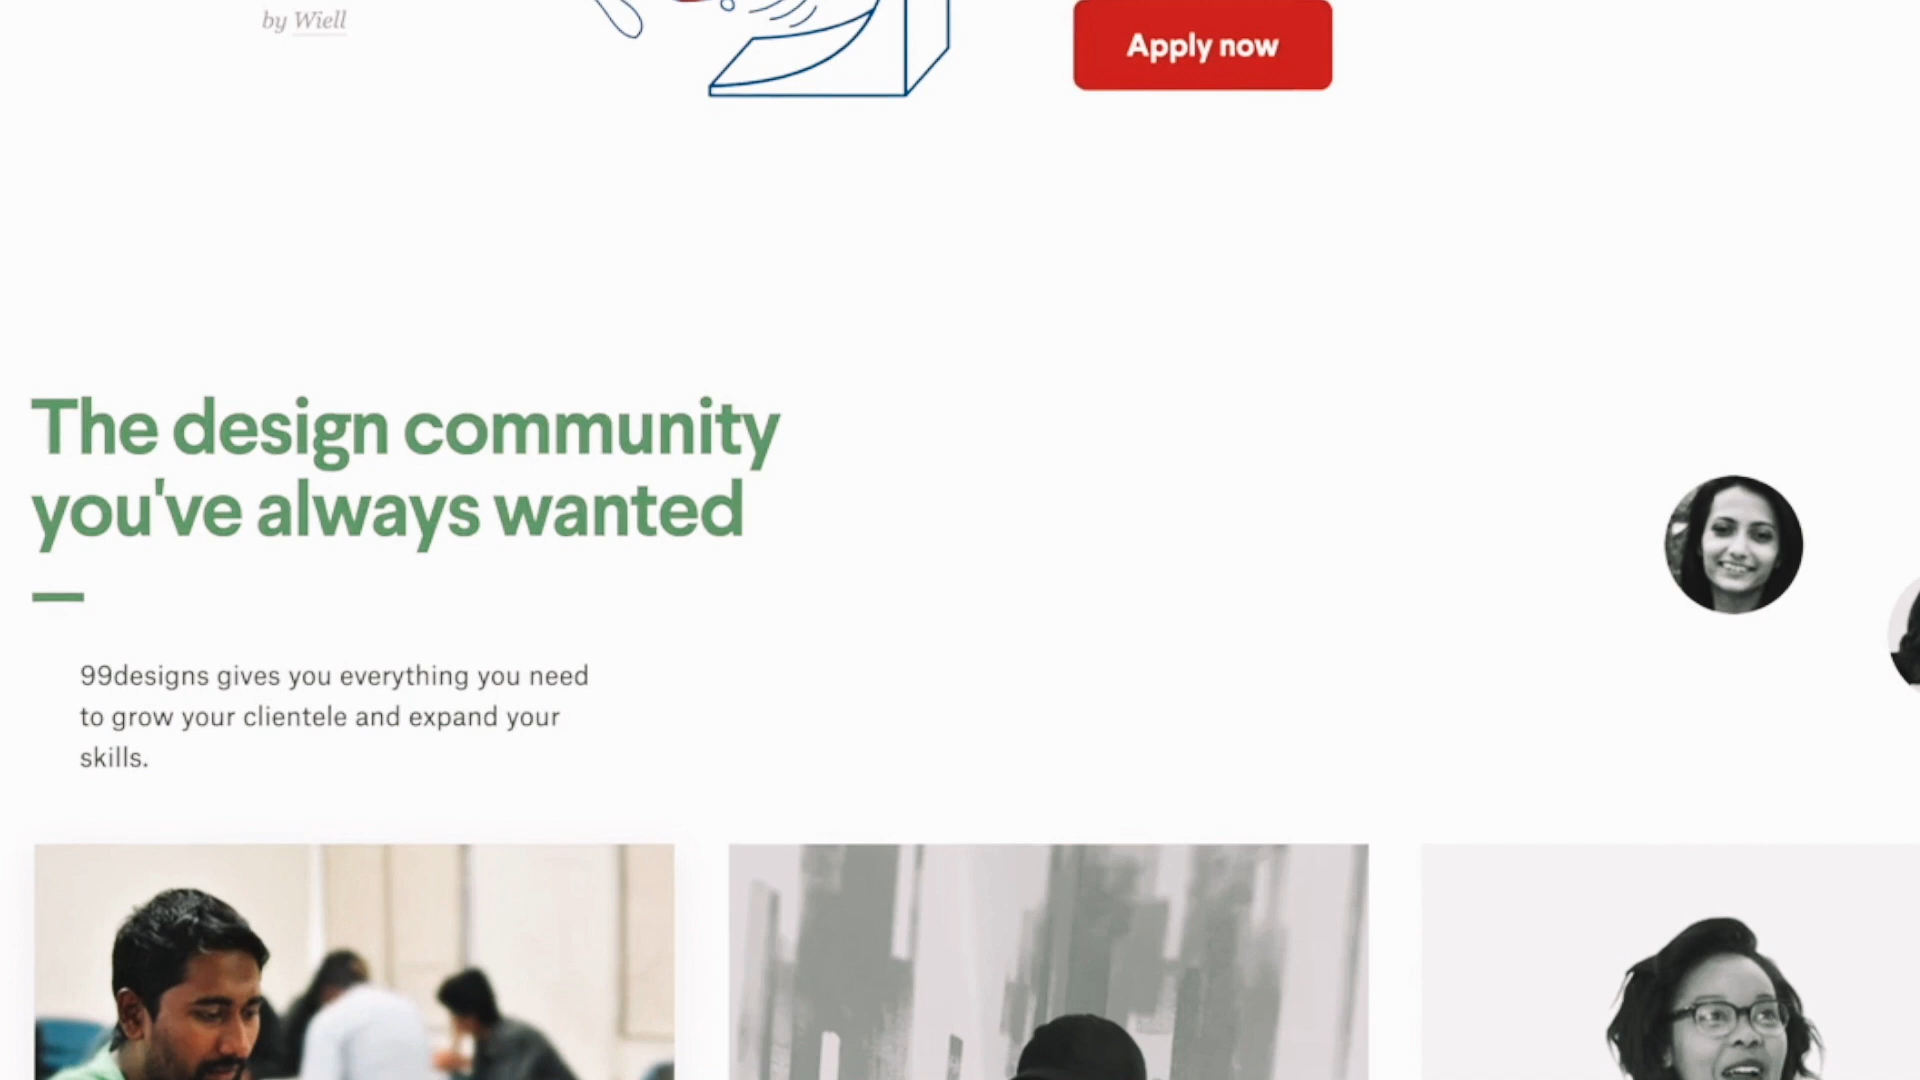 by Wiell
Apply now
The design community
you've always wanted
99designs gives you everything you need
to grow your clientele and expand your
skills.